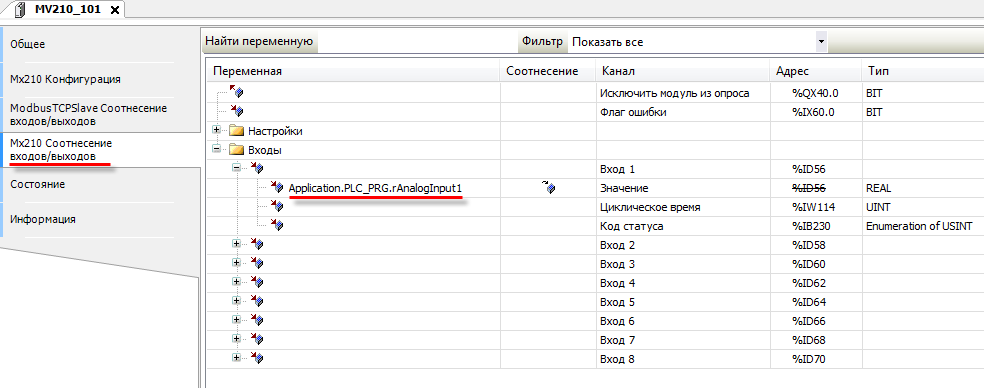 MV210_101
Общее
Mx210 Конфигурация
ModbusTCPSlave Соотнесение
входов/выходов
Mx210 Соотнесение
входов/выходов
Состояние
Информация
Найти переменную Фильтр Показать все
Переменная Соотнесение Канал Адрес Тип
Исключить модуль из опроса %QX40.0 BIT
Флаг ошибки %IX60.0 BIT
Настройки
Входы
Вход 1 %ID56
Application.PLC_PRG.rAnalogInput1 Значение %ID56 REAL
Циклическое время %IW114 UINT
Код статуса %IB230 Enumeration of USINT
Вход 2 %ID58
Вход 3 %ID60
Вход 4 %ID62
Вход 5 %ID64
Вход 6 %ID66
Вход 7 %ID68
Вход 8 %ID70